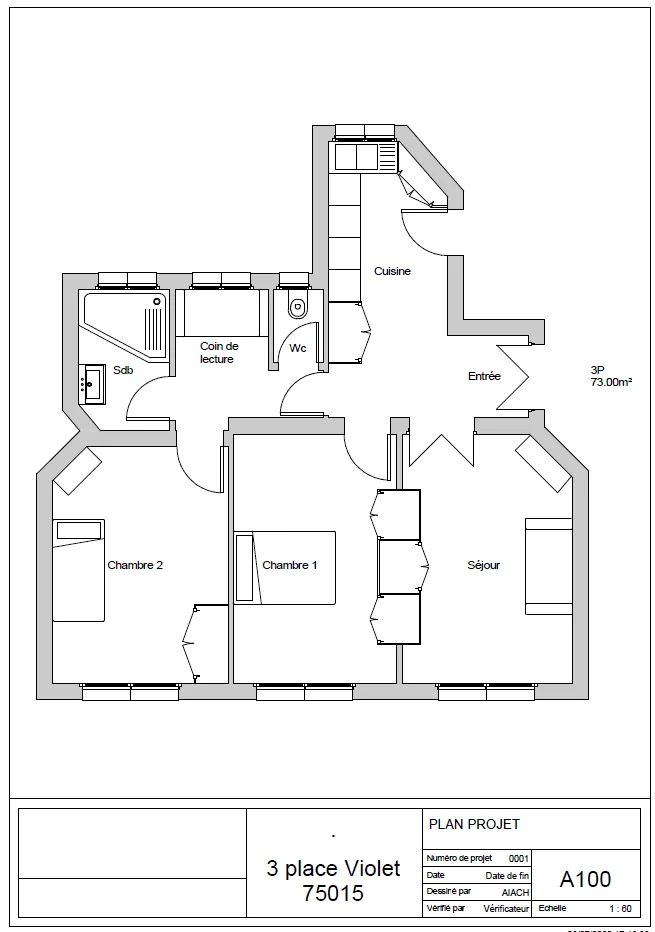 Cuisine
Coin de
lecture
Wc
Sdb
Entrée
3P
73.00m²
Chambre 2
Chambre 1
Séjour
.
3 place Violet
75015
PLAN PROJET
Numéro de projet 0001
Date Date de fin
Dessiné par AIACH
Vérifié par Vérificateur
A100
Echelle 1 : 60